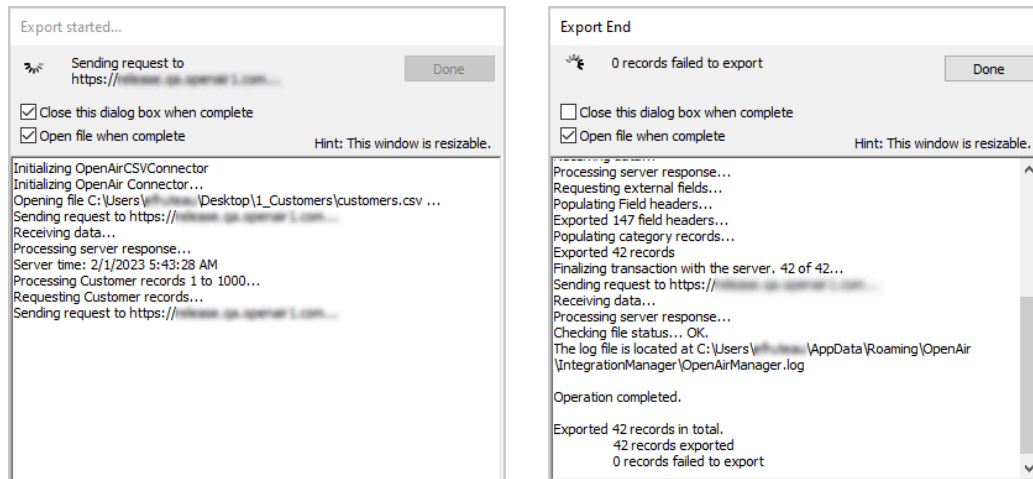 Export started...
Sending request to
https://
Done
Close this dialog box when complete
Open file when complete
Hint: This window is resizable.
Initializing OpenAirCSVConnector
Initializing OpenAir Connector...
Opening file C:\Users\ \Desktop\1_Customers\customers.csv ...
Sending request to https://
Receiving data...
Processing server response...
Server time: 2/1/2023 5:43:28 AM
Processing Customer records 1 to 1000...
Requesting Customer records...
Sending request to https://
Export End
0 records failed to export
Done
Close this dialog box when complete
Open file when complete
Hint: This window is resizable.
Processing server response...
Requesting external fields...
Populating Field headers...
Exported 147 field headers...
Populating category records...
Exported 42 records
Finalizing transaction with the server. 42 of 42...
Sending request to https://
Receiving data...
Processing server response...
Checking file status... OK.
The log file is located at C:\Users\ \AppData\Roaming\OpenAir
\IntegrationManager\OpenAirManager.log
Operation completed.
Exported 42 records in total.
42 records exported
0 records failed to export